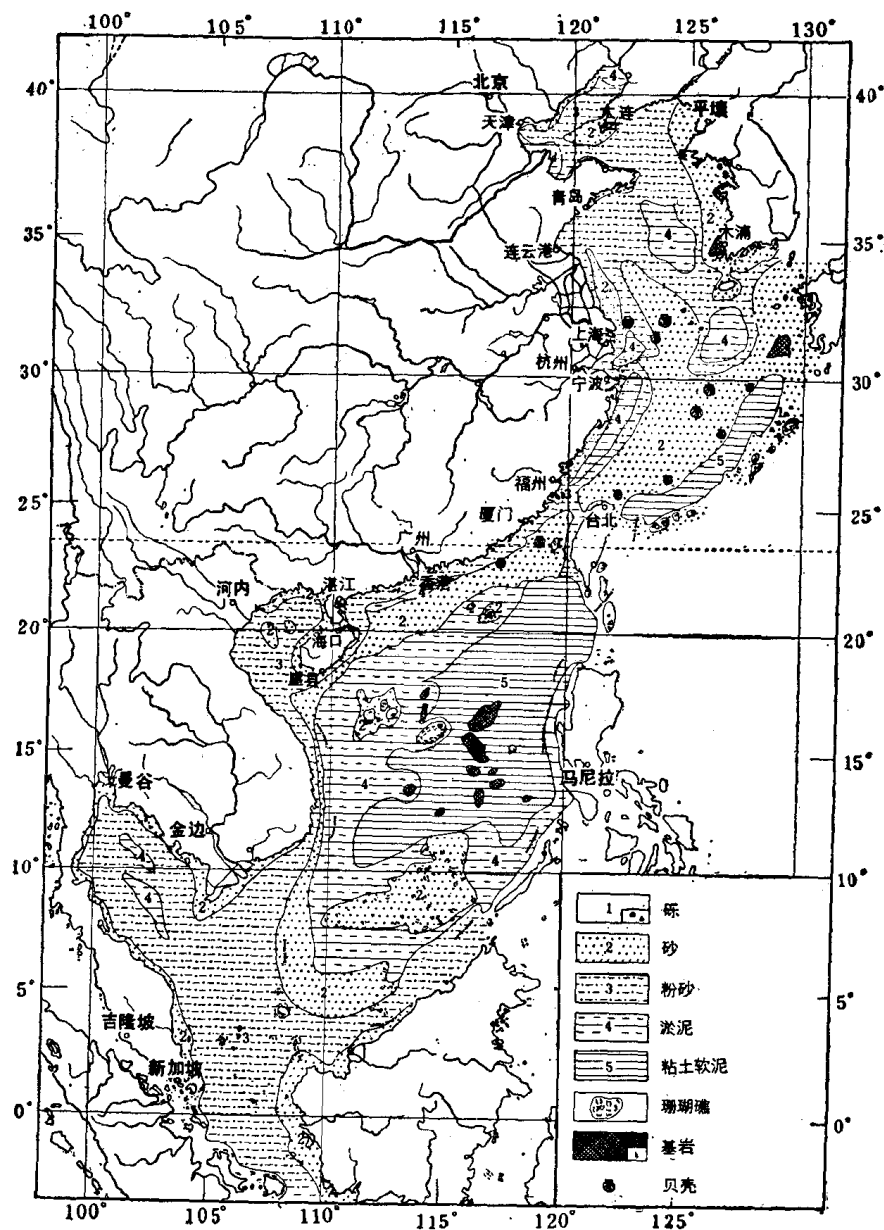 100° 105° 110° 115° 120° 125° 130°
北京
40° 大连 平壤 40°
天津
青岛
木浦
35° 连云港 35°
上海
杭州
30° 宁波 30°
福州
25° 厦门 台北 25°
广州
河内 湛江 香港
20° 海口 20°
崖县
15° 15°
曼谷 马尼拉
金边
10° 10°
1 砾
2 砂
3 粉砂
5° 4 淤泥 5°
吉隆坡
5 粘土软泥
新加坡
珊瑚礁
0° 基岩 0°
贝壳
100° 105° 110° 115° 120° 125°